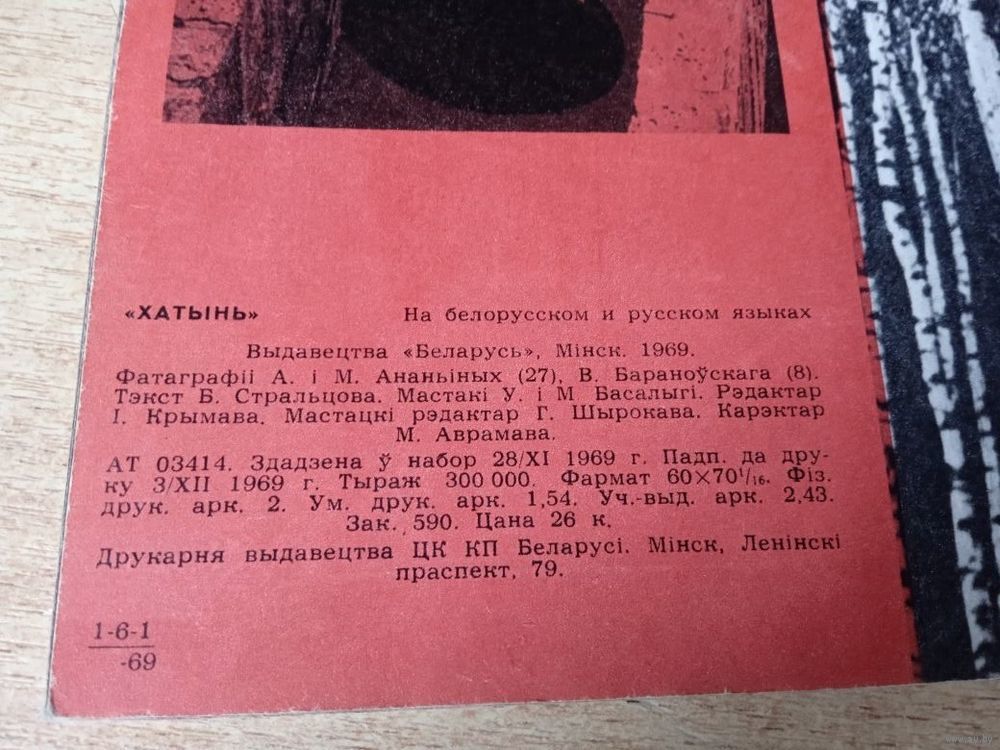 «ХАТЫНЬ» На белорусском и русском языках
Выдавецтва «Беларусь», Мінск. 1969.
Фатаграфіі А. і М. Ананьіных (27), В. Бараноўскага (8).
Тэкст Б. Стральцова. Мастакі У. і М Басалыгі. Рэдактар
І. Крымава. Мастацкі рэдактар Г. Шырокава. Карэктар
М. Аврамава.
АТ 03414. Здадзена ў набор 28/XI 1969 г. Падп. да дру-
ку 3/XII 1969 г. Тыраж 300 000. Фармат 60×70¹/₁₆. Фіз.
друк. арк. 2. Ум. друк. арк. 1,54. Уч.-выд. арк. 2,43.
Зак. 590. Цана 26 к.
Друкарня выдавецтва ЦК КП Беларусі. Мінск, Ленінскі
праспект, 79.
1-6-1
-69